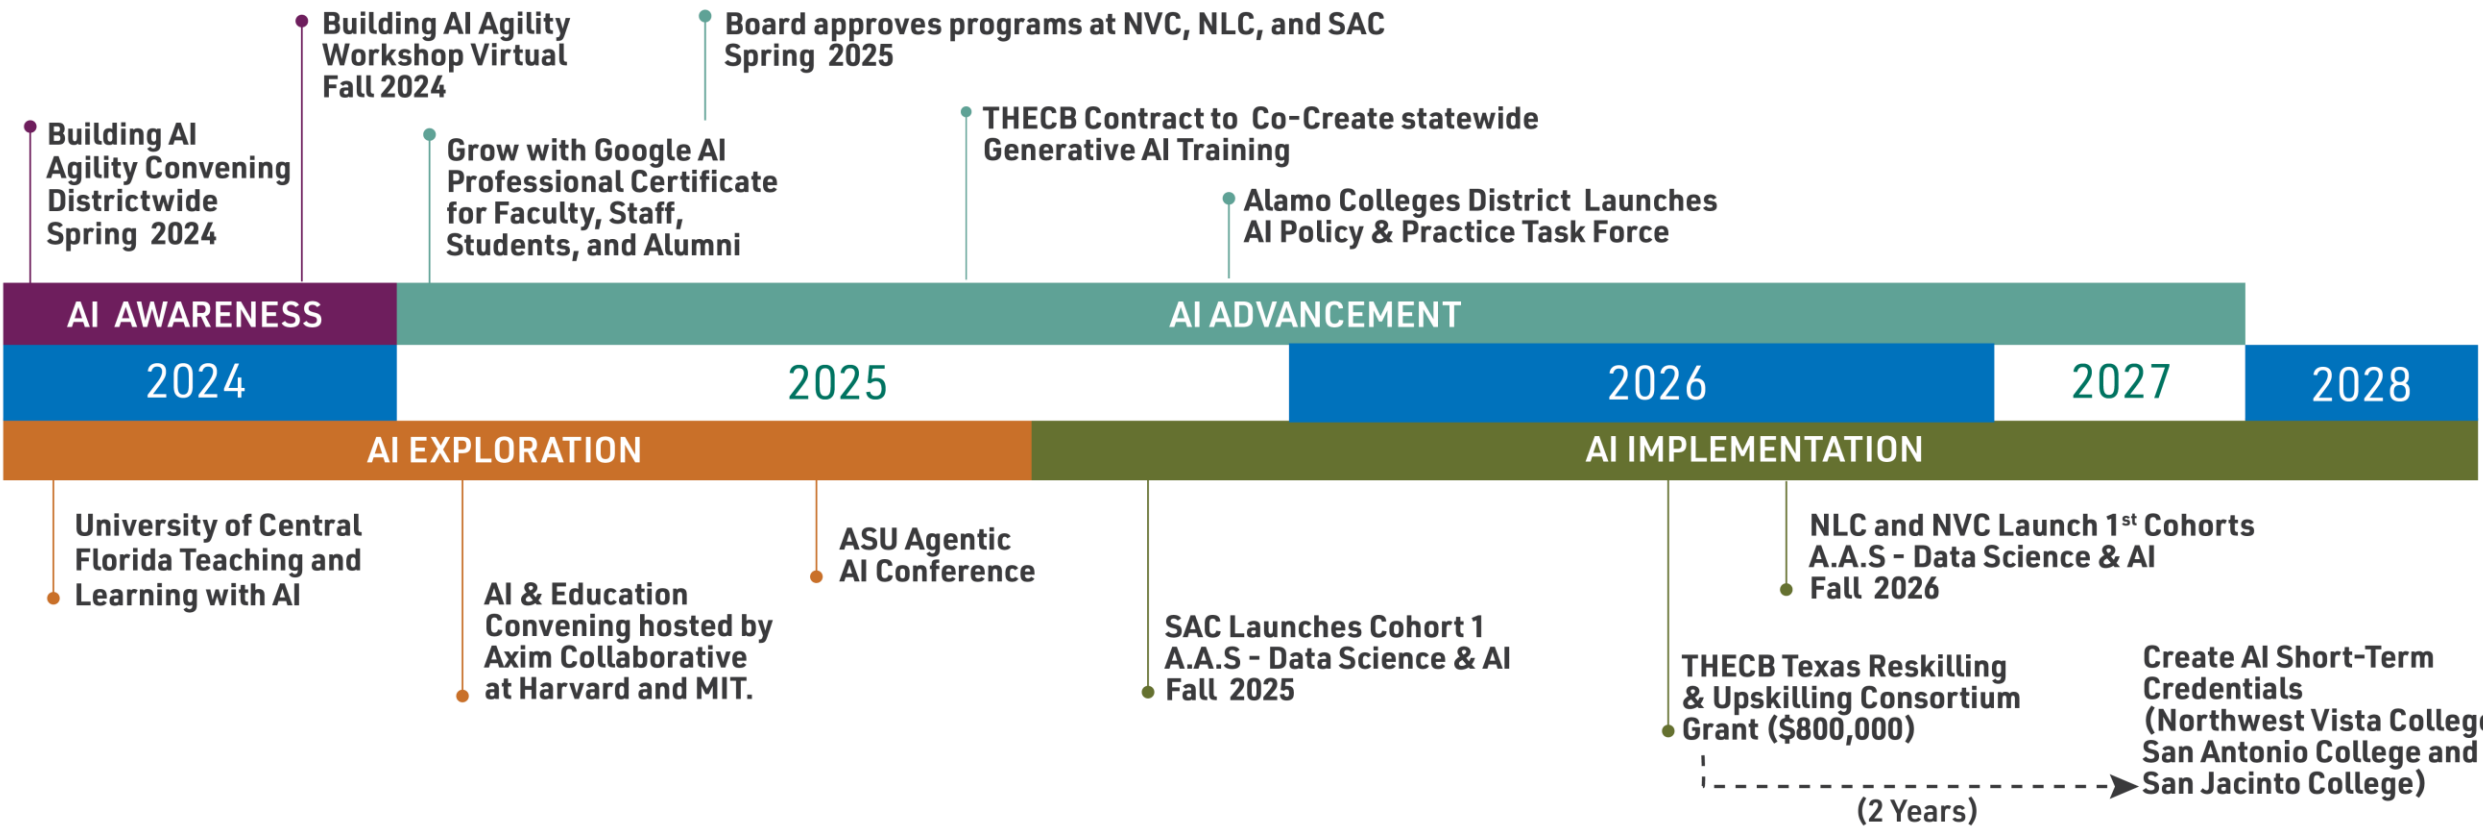 Building AI Agility
Workshop Virtual
Fall 2024
Board approves programs at NVC, NLC, and SAC
Spring 2025
Building AI
Agility Convening
Districtwide
Spring 2024
Grow with Google AI
Professional Certificate
for Faculty, Staff,
Students, and Alumni
THECB Contract to Co-Create statewide
Generative AI Training
Alamo Colleges District Launches
AI Policy & Practice Task Force
AI AWARENESS
AI ADVANCEMENT
2024
2025
2026
2027
2028
AI EXPLORATION
AI IMPLEMENTATION
University of Central
Florida Teaching and
Learning with AI
AI & Education
Convening hosted by
Axim Collaborative
at Harvard and MIT.
ASU Agentic
AI Conference
SAC Launches Cohort 1
A.A.S - Data Science & AI
Fall 2025
NLC and NVC Launch 1st Cohorts
A.A.S - Data Science & AI
Fall 2026
THECB Texas Reskilling
& Upskilling Consortium
Grant ($800,000)
(2 Years)
Create AI Short-Term
Credentials
(Northwest Vista College
San Antonio College and
San Jacinto College)